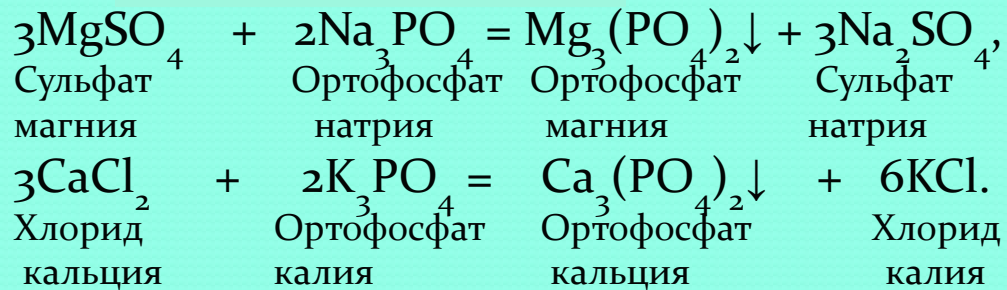 3MgSO₄ + 2Na₃PO₄ = Mg₃(PO₄)₂↓ + 3Na₂SO₄,
Сульфат Ортофосфат Ортофосфат Сульфат
магния натрия магния натрия
3CaCl₂ + 2K₃PO₄ = Ca₃(PO₄)₂↓ + 6KCl.
Хлорид Ортофосфат Ортофосфат Хлорид
кальция калия кальция калия